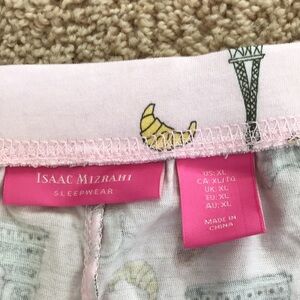 ISAAC MIZRAHI
SLEEPWEAR
US: XL
CA: XL/TG
UK: XL
EU: XL
AU: XL
MADE IN
CHINA